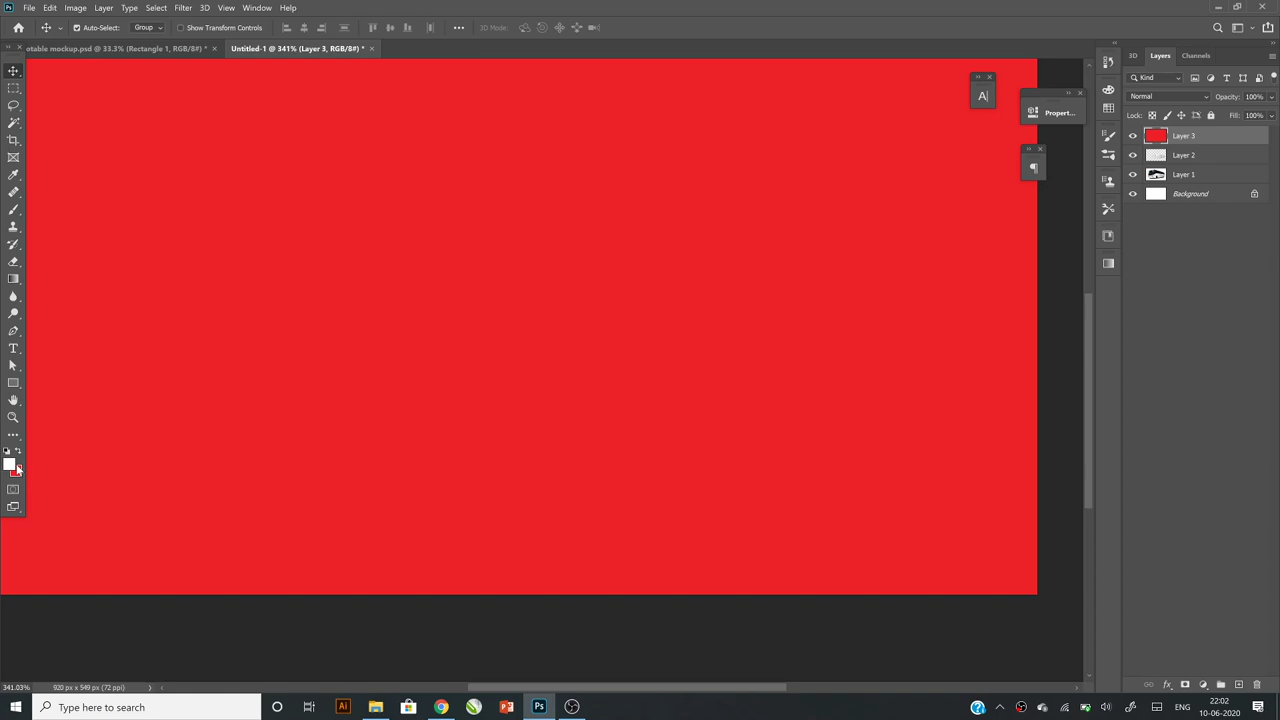 Ps File Edit Image Layer Type Select Filter 3D View Window Help
Auto-Select: Group Show Transform Controls 3D Mode:
otable mockup.psd @ 33.3% (Rectangle 1, RGB/8#) * × Untitled-1 @ 341% (Layer 3, RGB/8#) * ×
3D Layers Channels
Kind
Normal Opacity: 100%
Lock: Fill: 100%
A|
Propert...
Layer 3
Layer 2
Layer 1
Background
T
341.03% 920 px x 549 px (72 ppi)
Type here to search
Ai Ps
ENG
22:02
10-06-2020